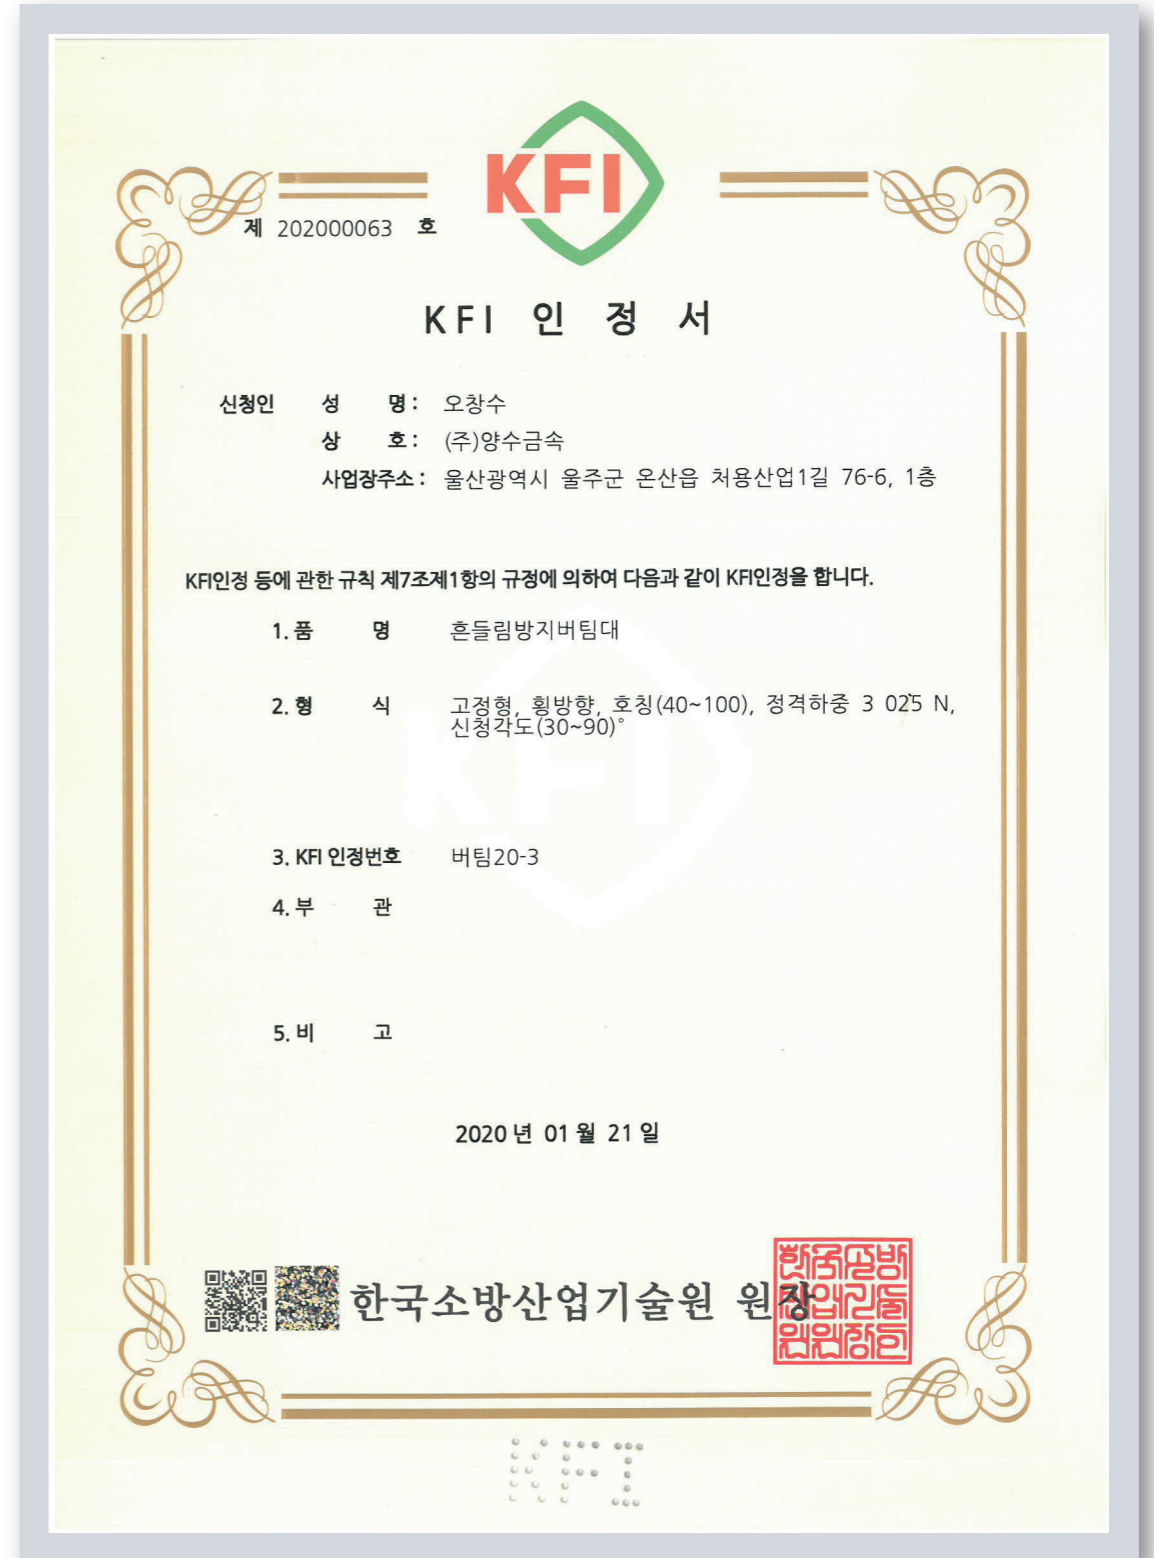 KFI
제 202000063 호
KFI 인 정 서
신청인 성 명 : 오창수
상 호 : (주)양수금속
사업장주소 : 울산광역시 울주군 온산읍 처용산업1길 76-6, 1층
KFI인정 등에 관한 규칙 제7조제1항의 규정에 의하여 다음과 같이 KFI인정을 합니다.
1. 품 명 흔들림방지버팀대
2. 형 식 고정형, 횡방향, 호칭(40~100), 정격하중 3 025 N,
신청각도(30~90)°
KFI
3. KFI 인정번호 버팀20-3
4. 부 관
5. 비 고
2020 년 01 월 21 일
한국소방산업기술원 원장
KFI